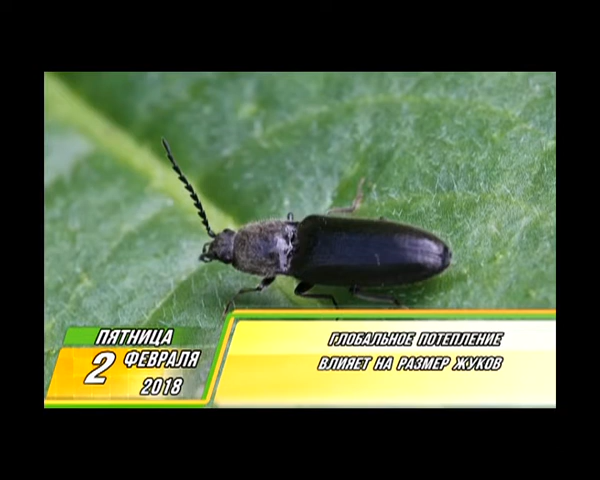 ПЯТНИЦА
2 ФЕВРАЛЯ
2018
ГЛОБАЛЬНОЕ ПОТЕПЛЕНИЕ
ВЛИЯЕТ НА РАЗМЕР ЖУКОВ